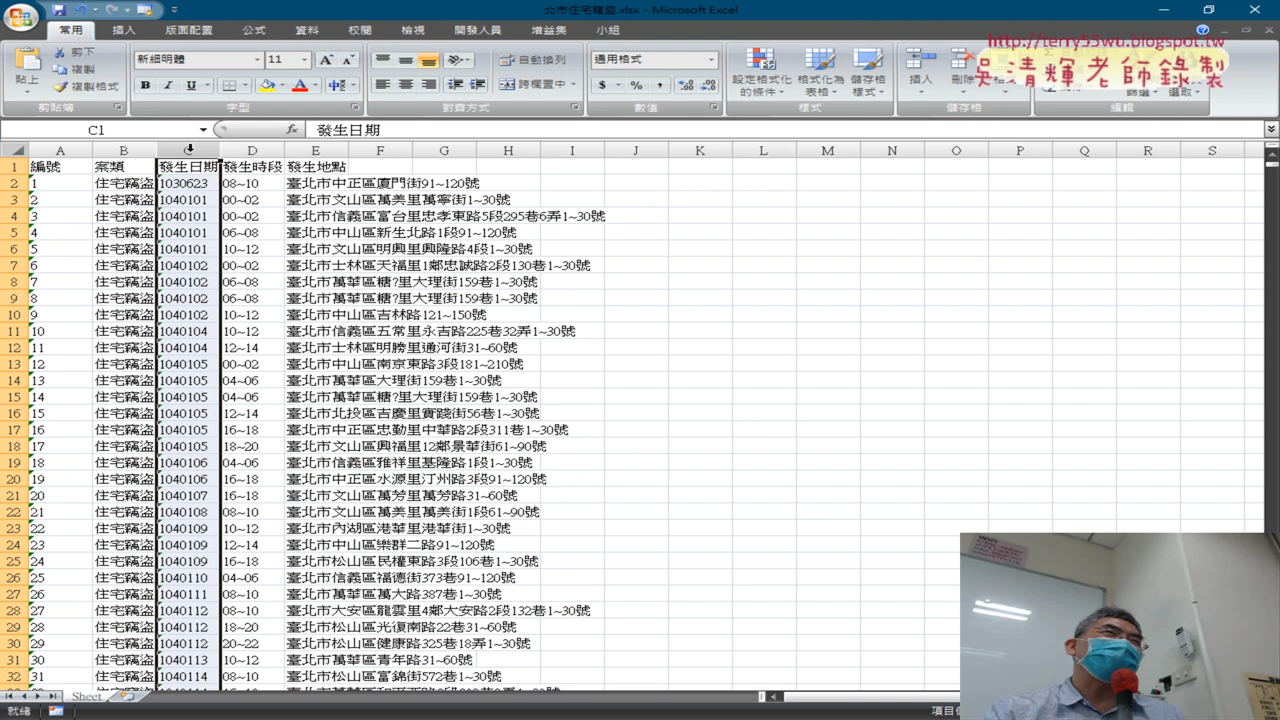 北市住宅竊盜.xlsx - Microsoft Excel
常用 插入 版面配置 公式 資料 校閱 檢視 開發人員 增益集 小組
http://terry55wu.blogspot.tw
吳清輝老師錄製
貼上 剪下 複製 複製格式 新細明體 11 自動換列 跨欄置中 通用格式 設定格式化的條件 格式化為表格 儲存格樣式 插入 刪除
剪貼簿 字型 對齊方式 數值 樣式 儲存格 編輯
C1 fx 發生日期
A B C D E F G H I J K L M N O P Q R S
1 編號 案類 發生日期 發生時段 發生地點
2 1 住宅竊盜 1030623 08~10 臺北市中正區廈門街91~120號
3 2 住宅竊盜 1040101 00~02 臺北市文山區萬美里萬寧街1~30號
4 3 住宅竊盜 1040101 00~02 臺北市信義區富台里忠孝東路5段295巷6弄1~30號
5 4 住宅竊盜 1040101 06~08 臺北市中山區新生北路1段91~120號
6 5 住宅竊盜 1040101 10~12 臺北市文山區明興里興隆路4段1~30號
7 6 住宅竊盜 1040102 00~02 臺北市士林區天福里1鄰忠誠路2段130巷1~30號
8 7 住宅竊盜 1040102 06~08 臺北市萬華區糖?里大理街159巷1~30號
9 8 住宅竊盜 1040102 06~08 臺北市萬華區糖?里大理街159巷1~30號
10 9 住宅竊盜 1040102 10~12 臺北市中山區吉林路121~150號
11 10 住宅竊盜 1040104 10~12 臺北市信義區五常里永吉路225巷32弄1~30號
12 11 住宅竊盜 1040104 12~14 臺北市士林區明勝里通河街31~60號
13 12 住宅竊盜 1040105 00~02 臺北市中山區南京東路3段181~210號
14 13 住宅竊盜 1040105 04~06 臺北市萬華區大理街159巷1~30號
15 14 住宅竊盜 1040105 04~06 臺北市萬華區糖?里大理街159巷1~30號
16 15 住宅竊盜 1040105 12~14 臺北市北投區吉慶里實踐街56巷1~30號
17 16 住宅竊盜 1040105 16~18 臺北市中正區忠勤里中華路2段311巷1~30號
18 17 住宅竊盜 1040105 18~20 臺北市文山區興福里12鄰景華街61~90號
19 18 住宅竊盜 1040106 04~06 臺北市信義區雅祥里基隆路1段1~30號
20 19 住宅竊盜 1040106 16~18 臺北市中正區水源里汀州路3段91~120號
21 20 住宅竊盜 1040107 16~18 臺北市文山區萬芳里萬芳路31~60號
22 21 住宅竊盜 1040108 08~10 臺北市文山區萬美里萬美街1段61~90號
23 22 住宅竊盜 1040109 10~12 臺北市內湖區港華里港華街1~30號
24 23 住宅竊盜 1040109 12~14 臺北市中山區樂群二路91~120號
25 24 住宅竊盜 1040109 16~18 臺北市松山區民權東路3段106巷1~30號
26 25 住宅竊盜 1040110 04~06 臺北市信義區福德街373巷91~120號
27 26 住宅竊盜 1040111 08~10 臺北市萬華區萬大路387巷1~30號
28 27 住宅竊盜 1040112 08~10 臺北市大安區龍雲里4鄰大安路2段132巷1~30號
29 28 住宅竊盜 1040112 18~20 臺北市松山區光復南路22巷31~60號
30 29 住宅竊盜 1040112 20~22 臺北市松山區健康路325巷18弄1~30號
31 30 住宅竊盜 1040113 10~12 臺北市萬華區青年路31~60號
32 31 住宅竊盜 1040114 08~10 臺北市松山區富錦街572巷1~30號
Sheet
就緒